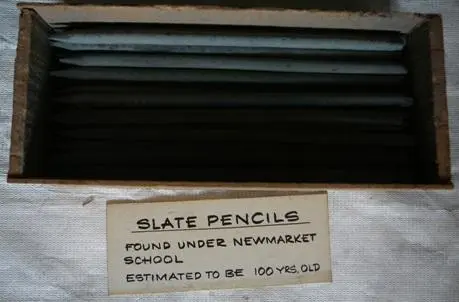 SLATE PENCILS
FOUND UNDER NEWMARKET
SCHOOL
ESTIMATED TO BE 100 YRS. OLD